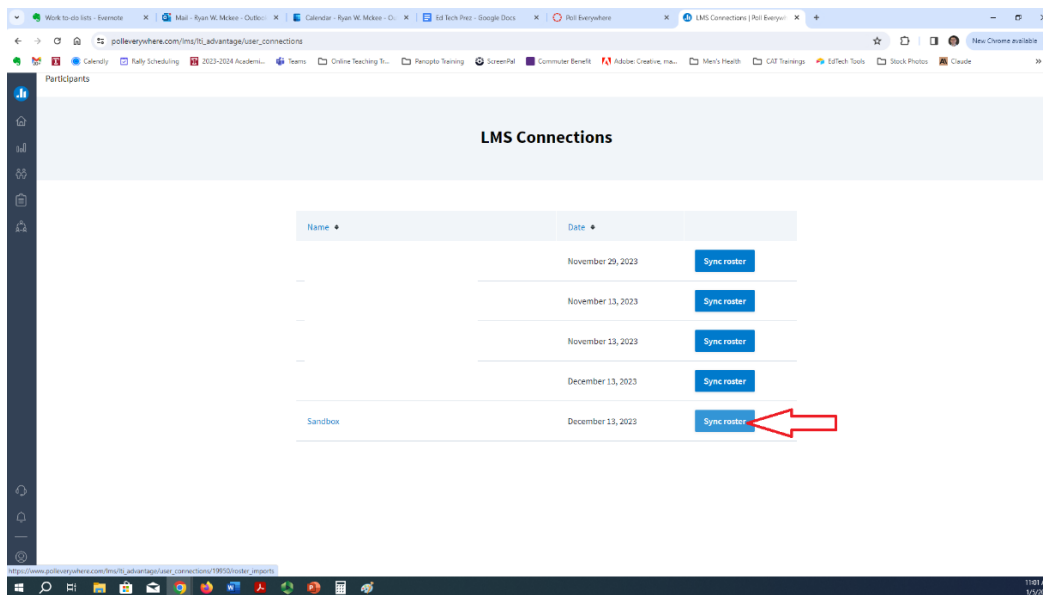 Work to-do lists - Evernote
Mail - Ryan W. Mckee - Outloo
Calendar - Ryan W. Mckee - O
Ed Tech Prez - Google Docs
Poll Everywhere
LMS Connections | Poll Everyw
polleverywhere.com/lms/lti_advantage/user_connections
New Chrome available
Calendly
Rally Scheduling
2023-2024 Academi...
Teams
Online Teaching Tr...
Panopto Training
ScreenPal
Commuter Benefit
Adobe: Creative, ma...
Men's Health
CAT Trainings
EdTech Tools
Stock Photos
Claude
Participants
LMS Connections
Name Date
November 29, 2023 Sync roster
November 13, 2023 Sync roster
November 13, 2023 Sync roster
December 13, 2023 Sync roster
Sandbox December 13, 2023 Sync roster
https://www.polleverywhere.com/lms/lti_advantage/user_connections/19950/roster_imports
11:01